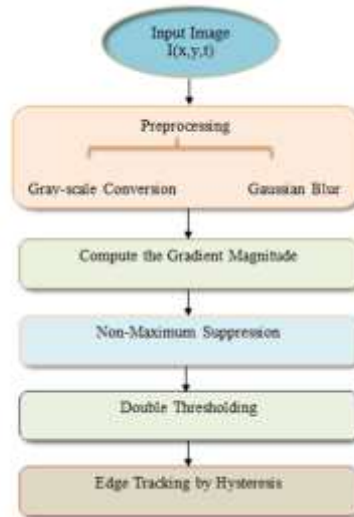 Input Image
I(x,y,t)
Preprocessing
Gray-scale Conversion Gaussian Blur
Compute the Gradient Magnitude
Non-Maximum Suppression
Double Thresholding
Edge Tracking by Hysteresis